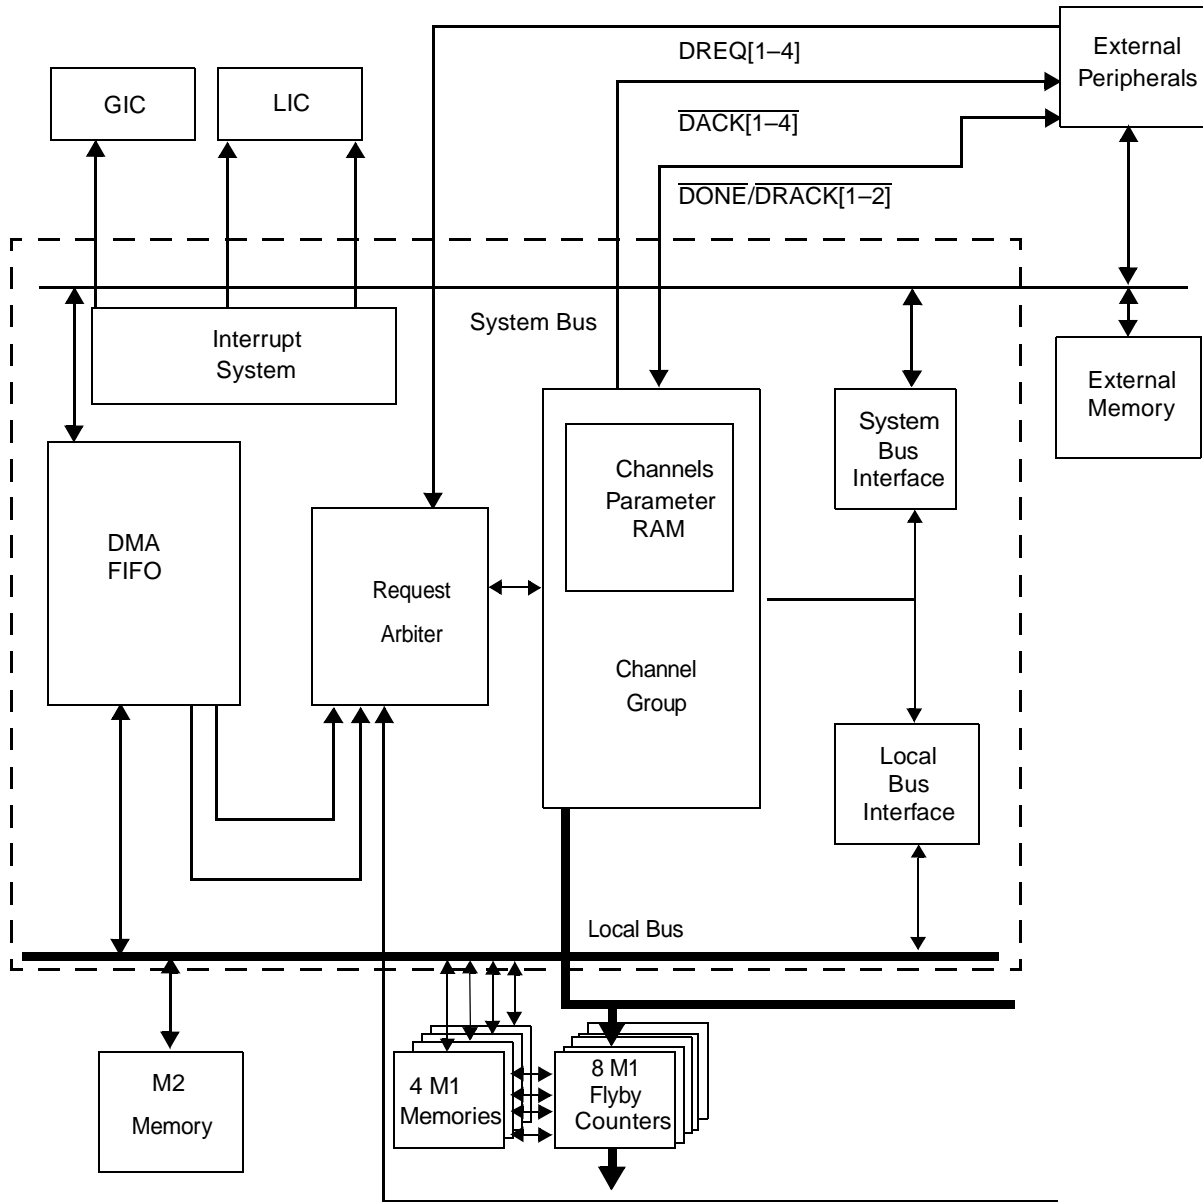 DREQ[1–4]
External
Peripherals
GIC
LIC
DACK[1–4]
DONE/DRACK[1–2]
System Bus
Interrupt
System
External
Memory
Channels
Parameter
RAM
System
Bus
Interface
DMA
FIFO
Request
Arbiter
Channel
Group
Local
Bus
Interface
Local Bus
M2
Memory
4 M1
Memories
8 M1
Flyby
Counters